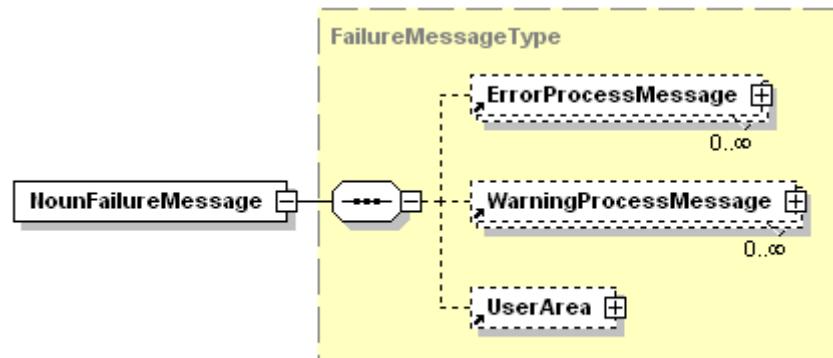 FailureMessageType
ErrorProcessMessage
0..∞
NounFailureMessage
WarningProcessMessage
0..∞
UserArea